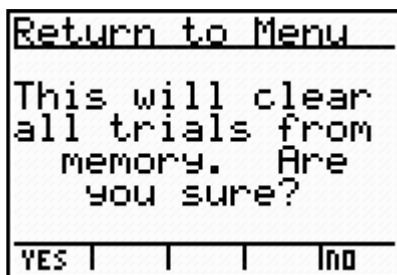 Return to Menu
This will clear
all trials from
memory. Are
you sure?
YES NO